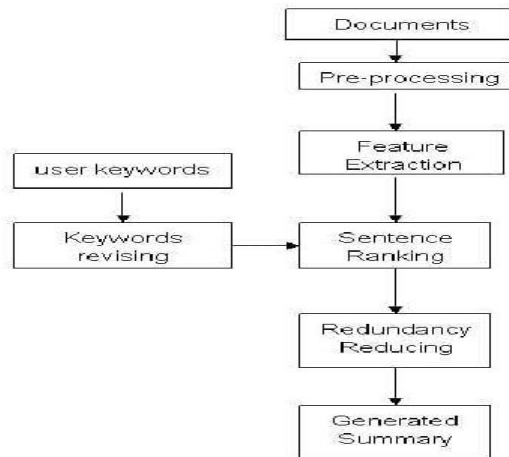 Documents
Pre-processing
Feature
Extraction
user keywords
Keywords
revising
Sentence
Ranking
Redundancy
Reducing
Generated
Summary